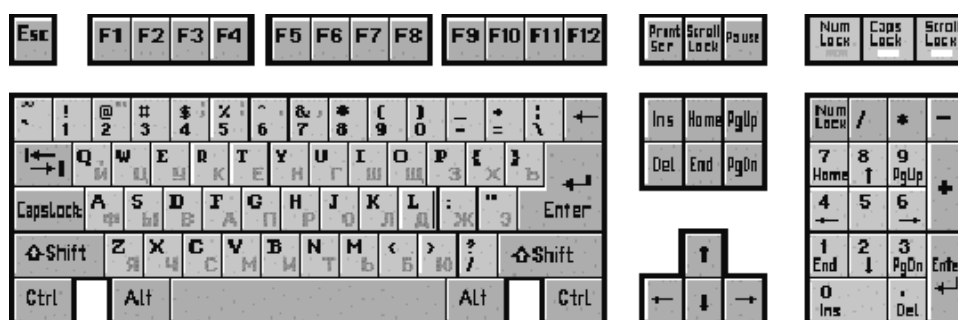 Esc F1 F2 F3 F4 F5 F6 F7 F8 F9 F10 F11 F12 Prnt Scr Scroll Lock Pause Num Lock Caps Lock Scroll Lock
~ ` ! 1 @ " 2 # 3 $ ; 4 % : 5 ^ 6 & 7 * 8 ( 9 ) 0 _ - + = ¦ \ ← Ins Home PgUp Num Lock / * -
Q Й W Ц E У R К T Е Y Н U Г I Ш O Щ P З { Х } Ъ Del End PgDn 7 Home 8 ↑ 9 PgUp +
CapsLock A Ф S Ы D В F А G П H Р J О K Л L Д : Ж " Э Enter 4 ← 5 6 →
Shift Z Я X Ч C С V М B И N Т M Ь < Б > Ю ? / Shift ↑ 1 End 2 ↓ 3 PgDn Enter
Ctrl Alt Alt Ctrl ← ↓ → 0 Ins . Del